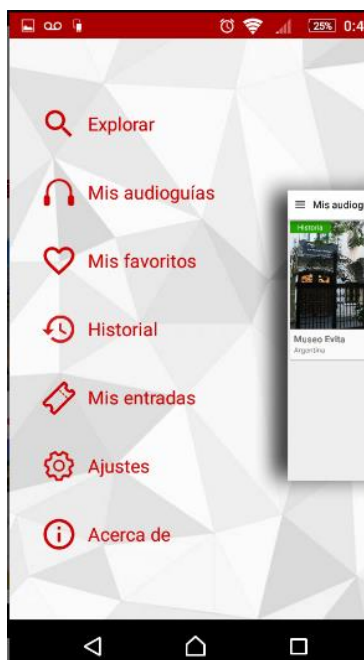 25% 0:4
Explorar
Mis audioguías
Mis audiog
Historia
Mis favoritos
Museo Evita
Argentina
Historial
Mis entradas
Ajustes
Acerca de